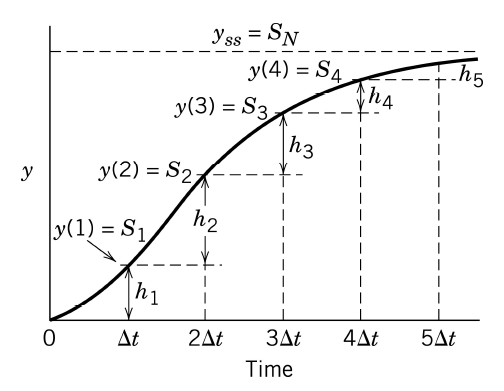 y_ss = S_N
y(4) = S_4
h_5
h_4
y(3) = S_3
h_3
y
y(2) = S_2
h_2
y(1) = S_1
h_1
0 Δt 2Δt 3Δt 4Δt 5Δt
Time